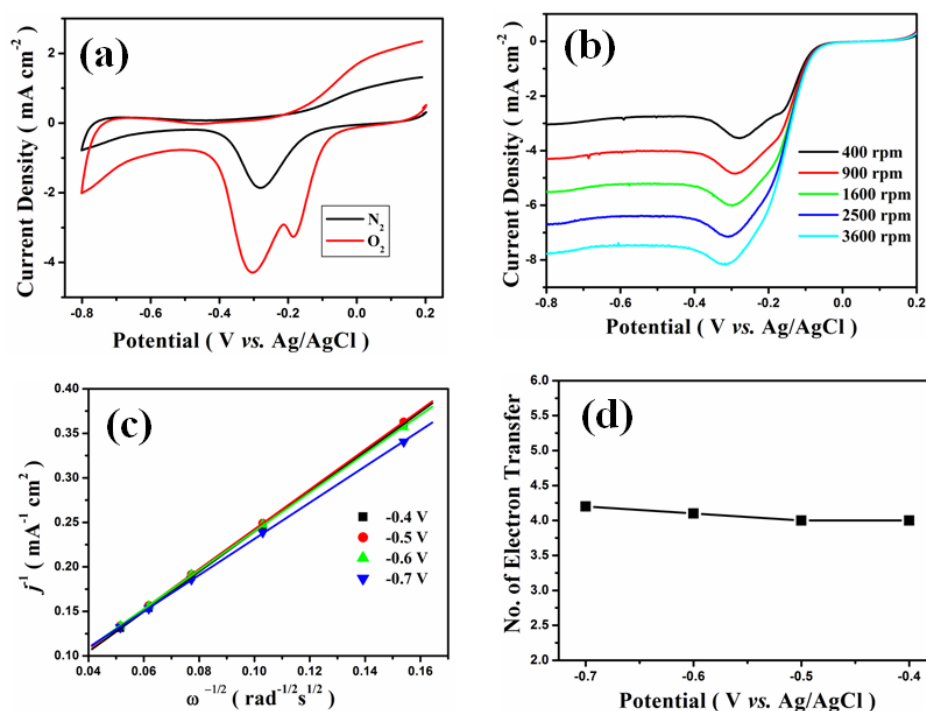 (a)
Current Density ( mA cm⁻²)
2
0
-2
-4
N₂
O₂
-0.8 -0.6 -0.4 -0.2 0.0 0.2
Potential ( V vs. Ag/AgCl )
(b)
Current Density ( mA cm⁻²)
0
-2
-4
-6
-8
400 rpm
900 rpm
1600 rpm
2500 rpm
3600 rpm
-0.8 -0.6 -0.4 -0.2 0.0 0.2
Potential ( V vs. Ag/AgCl )
(c)
j⁻¹ ( mA⁻¹ cm²)
0.40
0.35
0.30
0.25
0.20
0.15
0.10
-0.4 V
-0.5 V
-0.6 V
-0.7 V
0.04 0.06 0.08 0.10 0.12 0.14 0.16
ω⁻¹/² ( rad⁻¹/²s¹/²)
(d)
No. of Electron Transfer
6.0
5.5
5.0
4.5
4.0
3.5
3.0
2.5
2.0
-0.7 -0.6 -0.5 -0.4
Potential ( V vs. Ag/AgCl )